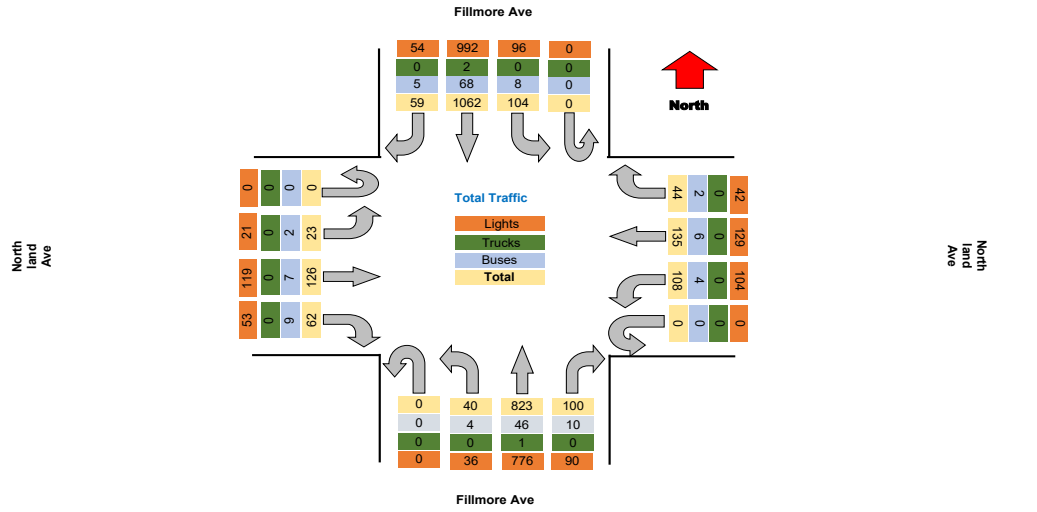 Fillmore Ave
54 992 96 0
0 2 0 0
5 68 8 0
59 1062 104 0
North
North
land
Ave
0 0 0 0
21 0 2 23
119 0 7 126
53 0 9 62
Total Traffic
Lights
Trucks
Buses
Total
44 2 0 42
135 6 0 129
108 4 0 104
0 0 0 0
North
land
Ave
0 40 823 100
0 4 46 10
0 0 1 0
0 36 776 90
Fillmore Ave